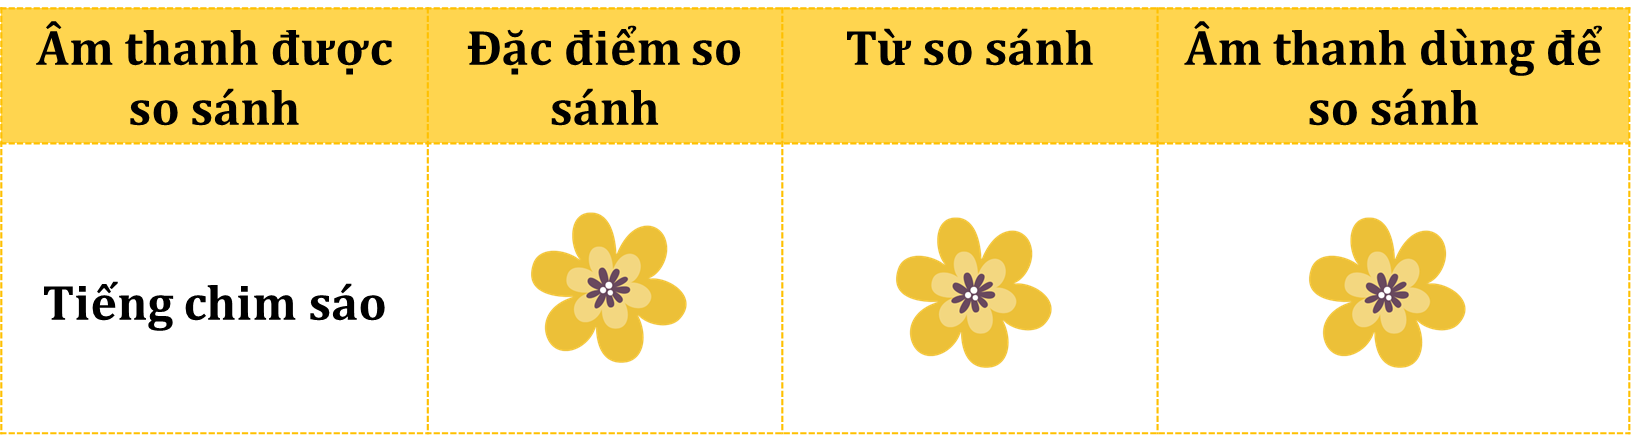 Âm thanh được
so sánh
Đặc điểm so
sánh
Từ so sánh
Âm thanh dùng để
so sánh
Tiếng chim sáo